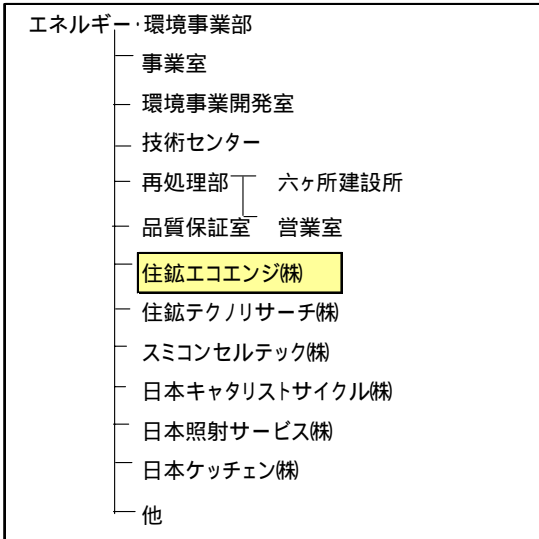 エネルギー・環境事業部
事業室
環境事業開発室
技術センター
再処理部 六ヶ所建設所
品質保証室 営業室
住鉱エコエンジ㈱
住鉱テクノリサーチ㈱
スミコンセルテック㈱
日本キャタリストサイクル㈱
日本照射サービス㈱
日本ケッチェン㈱
他